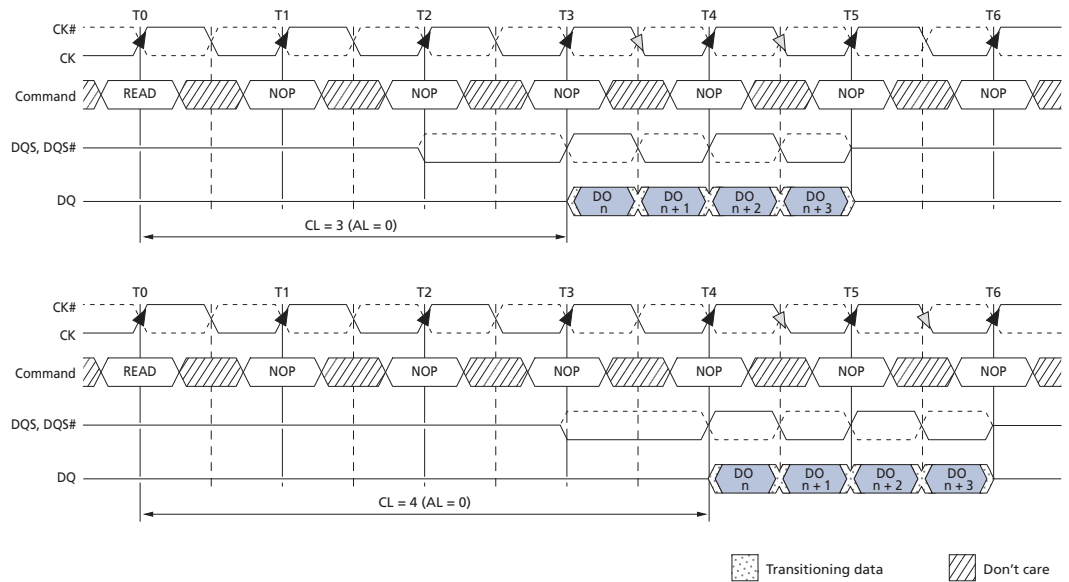 T0 T1 T2 T3 T4 T5 T6
CK#
CK
Command READ NOP NOP NOP NOP NOP NOP
DQS, DQS#
DQ DO n DO n + 1 DO n + 2 DO n + 3
CL = 3 (AL = 0)
T0 T1 T2 T3 T4 T5 T6
CK#
CK
Command READ NOP NOP NOP NOP NOP NOP
DQS, DQS#
DQ DO n DO n + 1 DO n + 2 DO n + 3
CL = 4 (AL = 0)
Transitioning data Don't care